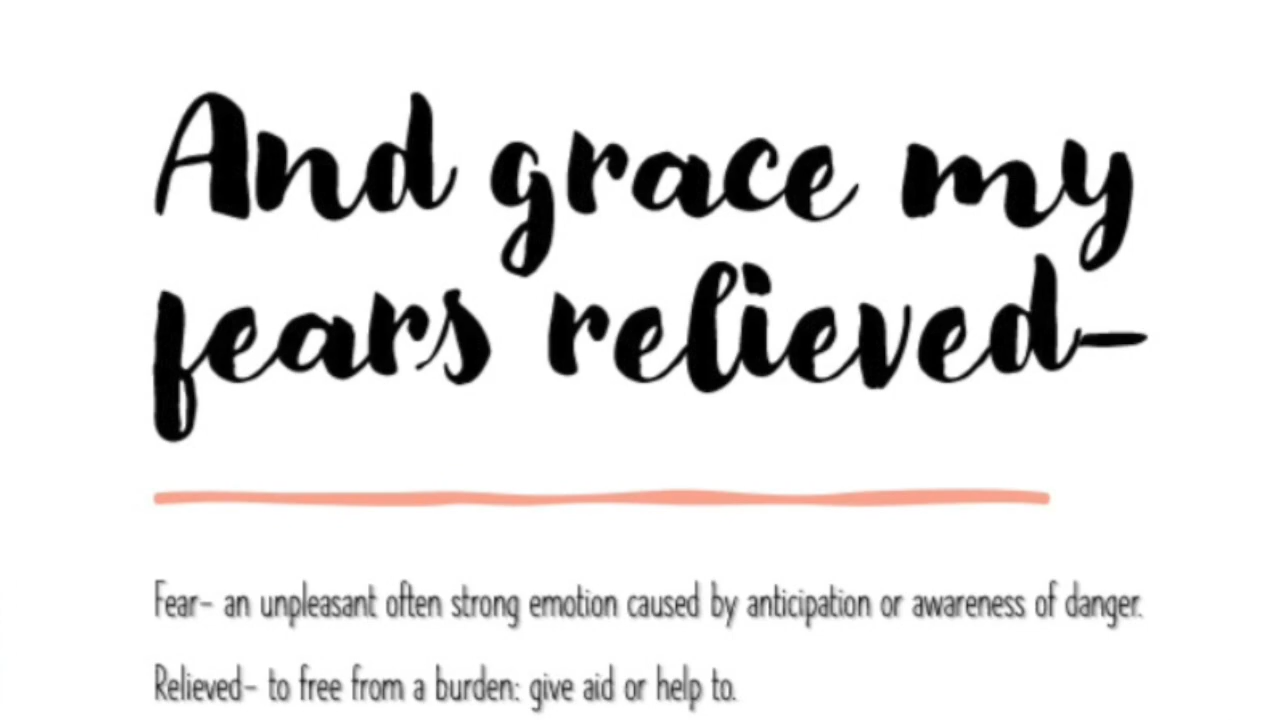 And grace my
fears relieved-
Fear- an unpleasant often strong emotion caused by anticipation or awareness of danger.
Relieved- to free from a burden: give aid or help to.